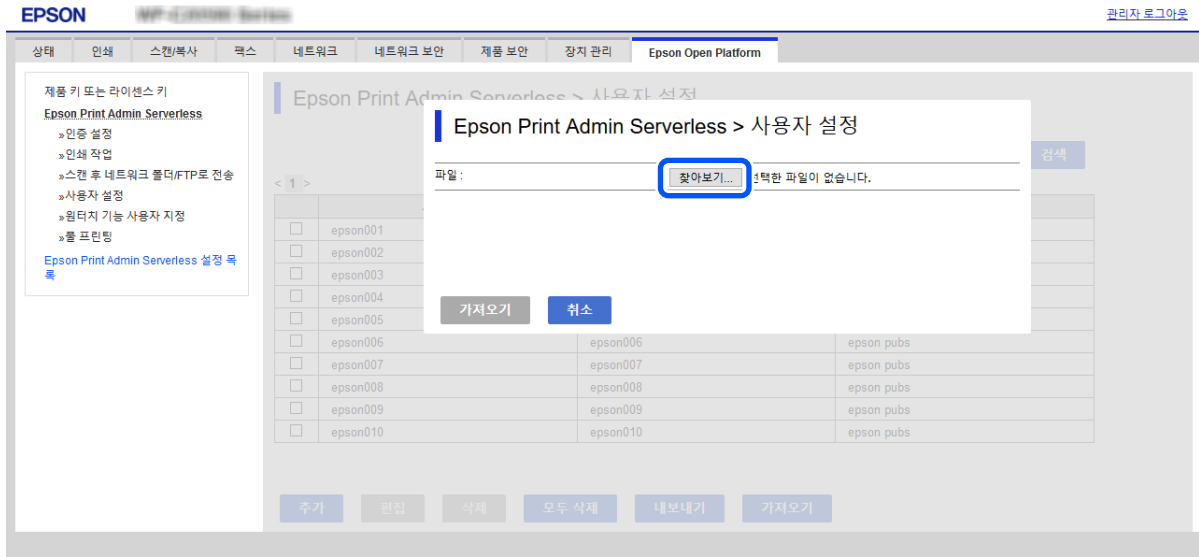 EPSON
관리자 로그아웃
상태 인쇄 스캔/복사 팩스 네트워크 네트워크 보안 제품 보안 장치 관리 Epson Open Platform
제품 키 또는 라이센스 키
Epson Print Admin Serverless
»인증 설정
»인쇄 작업
»스캔 후 네트워크 폴더/FTP로 전송
»사용자 설정
»원터치 기능 사용자 지정
»풀 프린팅
Epson Print Admin Serverless 설정 목
록
Epson Print Admin Serverless > 사용자 설정
검색
< 1 >
Epson Print Admin Serverless > 사용자 설정
파일 : 찾아보기... 선택한 파일이 없습니다.
가져오기 취소
epson001
epson002
epson003
epson004
epson005
epson006 epson006 epson pubs
epson007 epson007 epson pubs
epson008 epson008 epson pubs
epson009 epson009 epson pubs
epson010 epson010 epson pubs
추가 편집 삭제 모두 삭제 내보내기 가져오기